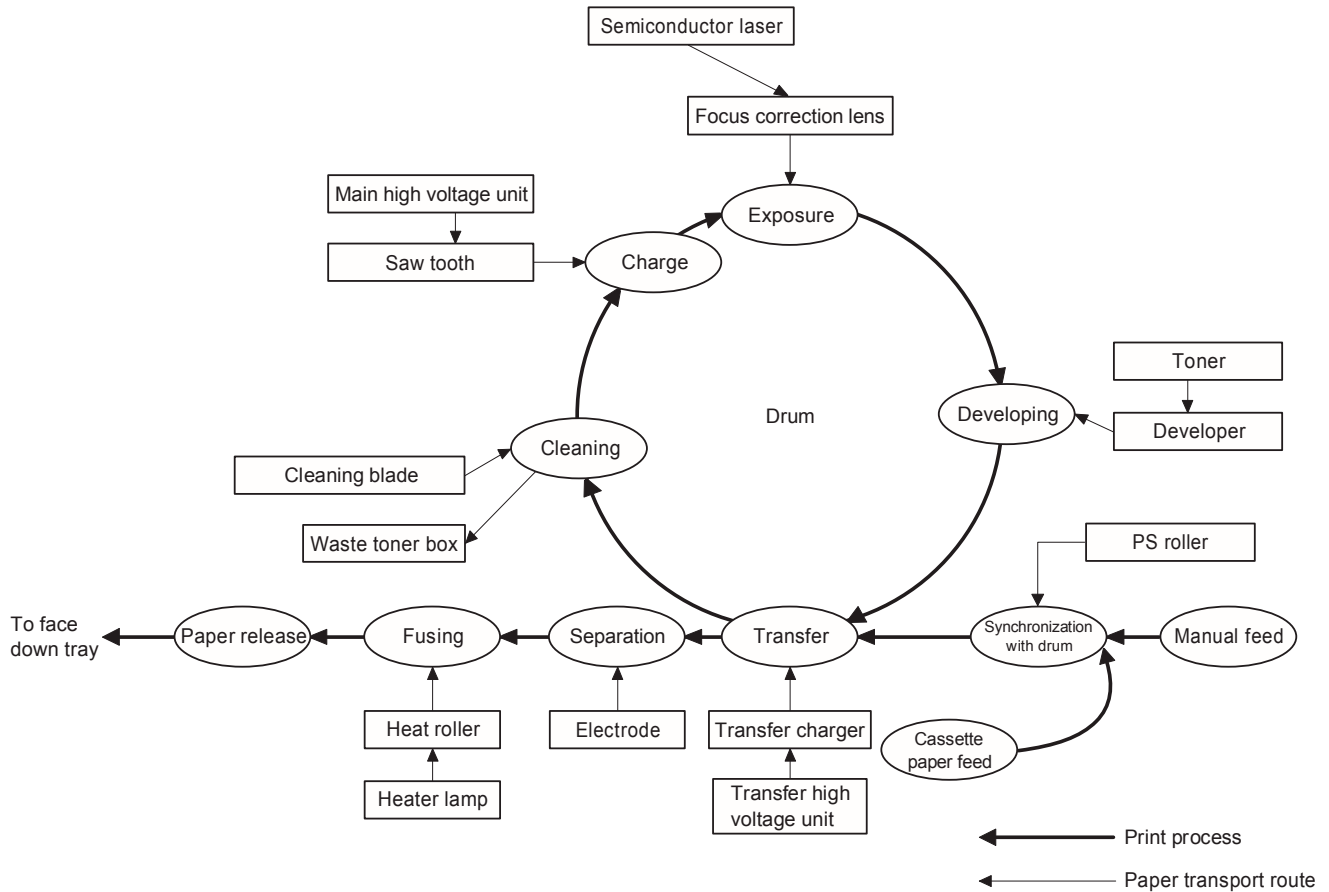 Semiconductor laser
Focus correction lens
Main high voltage unit
Exposure
Saw tooth
Charge
Toner
Drum
Developing
Developer
Cleaning
Cleaning blade
Waste toner box
PS roller
To face
down tray
Paper release
Fusing
Separation
Transfer
Synchronization
with drum
Manual feed
Heat roller
Electrode
Transfer charger
Cassette
paper feed
Heater lamp
Transfer high
voltage unit
Print process
Paper transport route